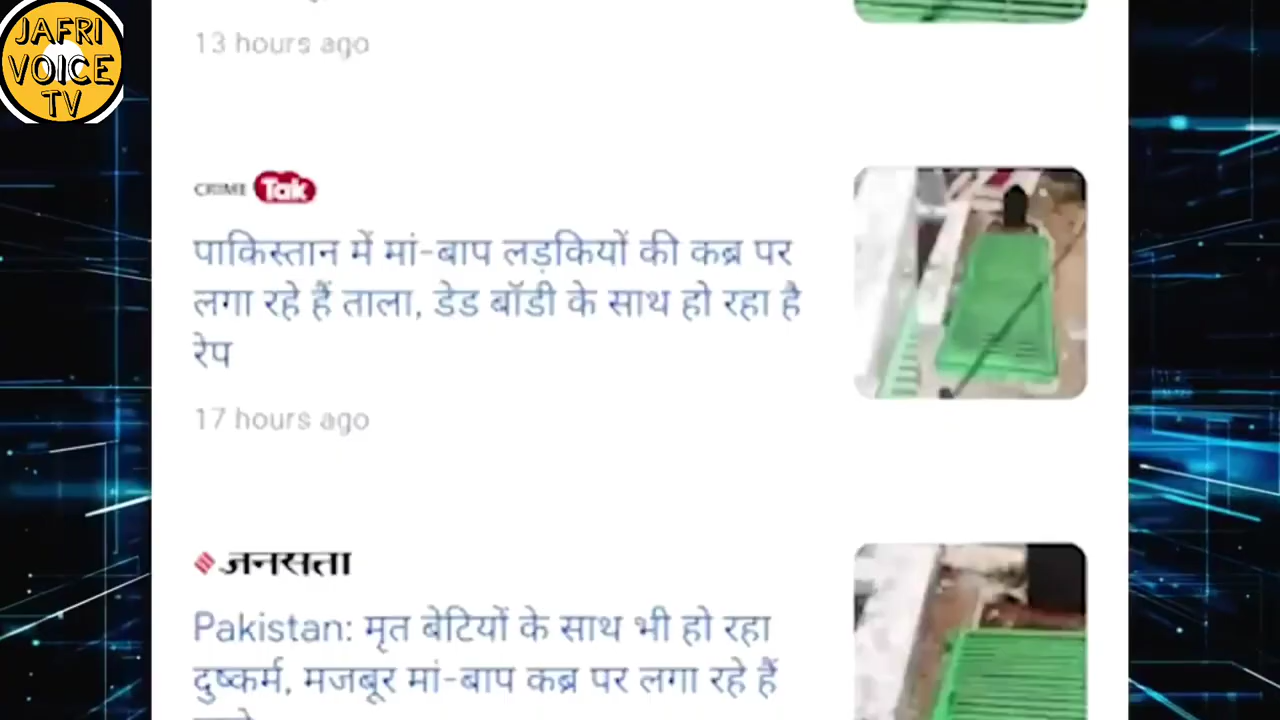 JAFRI
VOICE
TV
13 hours ago
CRIME Tak
पाकिस्तान में मां-बाप लड़कियों की कब्र पर
लगा रहे हैं ताला, डेड बॉडी के साथ हो रहा है
रेप
17 hours ago
जनसत्ता
Pakistan: मृत बेटियों के साथ भी हो रहा
दुष्कर्म, मजबूर मां-बाप कब्र पर लगा रहे हैं